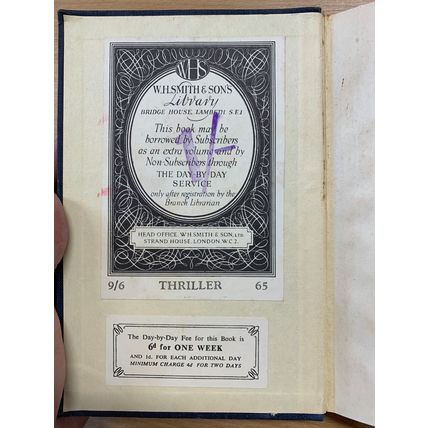 WHS
W.H.SMITH & SON'S
Library
BRIDGE HOUSE, LAMBETH S.E.1
This book may be
borrowed by Subscribers
as an extra volume and by
Non-Subscribers through
THE DAY-BY-DAY
SERVICE
only after registration by the
Branch Librarian
HEAD OFFICE: W.H.SMITH & SON, LTD.
STRAND HOUSE, LONDON. W.C.2.
9/6 THRILLER 65
The Day-by-Day Fee for this Book is
6d for ONE WEEK
AND 1d. FOR EACH ADDITIONAL DAY
MINIMUM CHARGE 4d FOR TWO DAYS